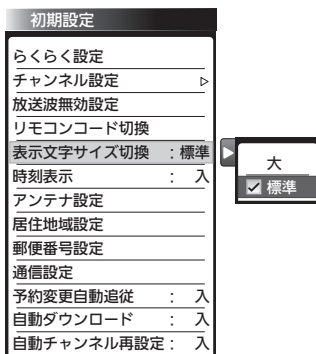 初期設定
らくらく設定
チャンネル設定 ▷
放送波無効設定
リモコンコード切換
表示文字サイズ切換 : 標準
時刻表示 : 入
アンテナ設定
居住地域設定
郵便番号設定
通信設定
予約変更自動追従 : 入
自動ダウンロード : 入
自動チャンネル再設定 : 入
大
標準